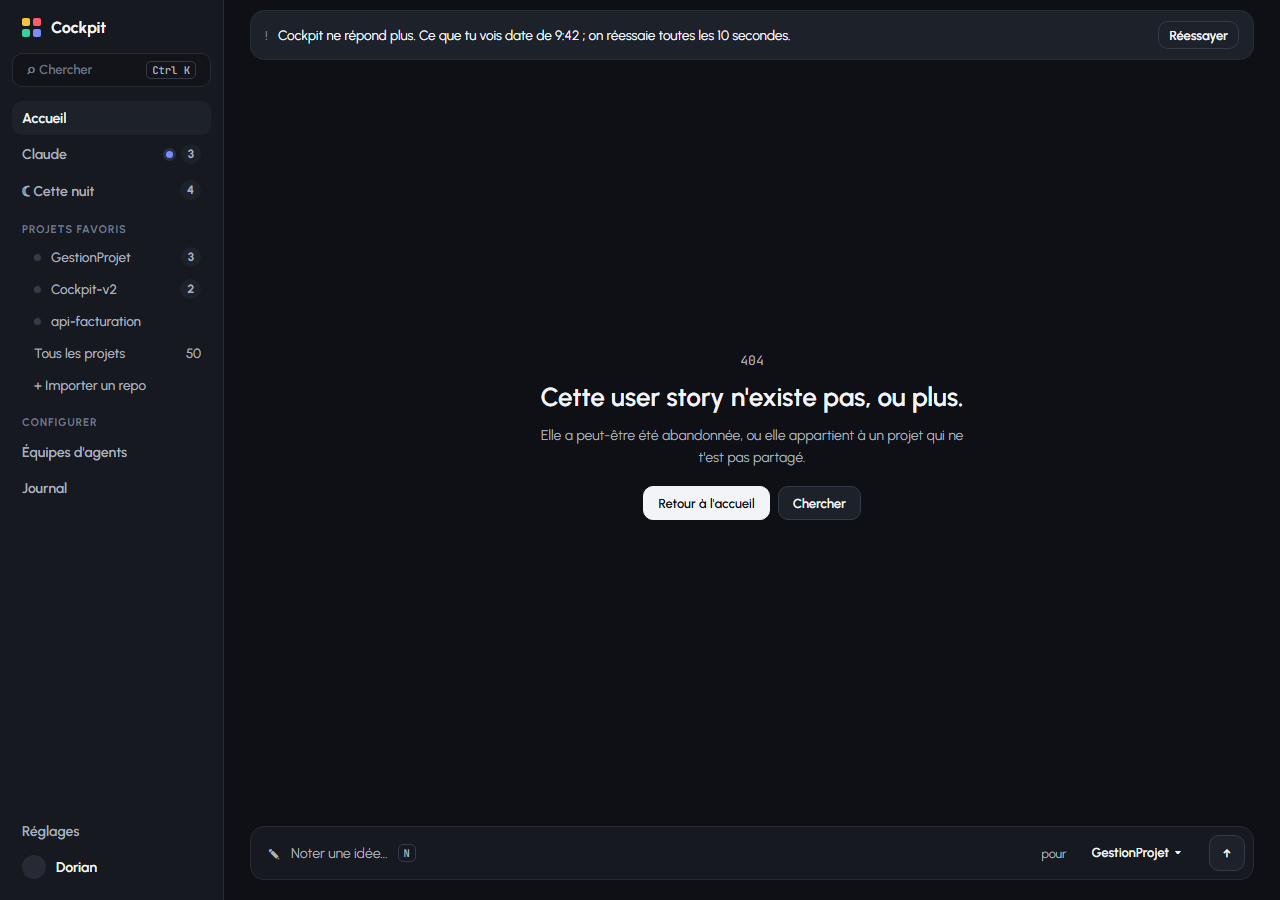 Cockpit
Chercher Ctrl K
Accueil
Claude 3
Cette nuit 4
PROJETS FAVORIS
GestionProjet 3
Cockpit-v2 2
api-facturation
Tous les projets 50
+ Importer un repo
CONFIGURER
Équipes d'agents
Journal
Réglages
Dorian
! Cockpit ne répond plus. Ce que tu vois date de 9:42 ; on réessaie toutes les 10 secondes. Réessayer
404
Cette user story n'existe pas, ou plus.
Elle a peut-être été abandonnée, ou elle appartient à un projet qui ne
t'est pas partagé.
Retour à l'accueil Chercher
Noter une idée... N pour GestionProjet